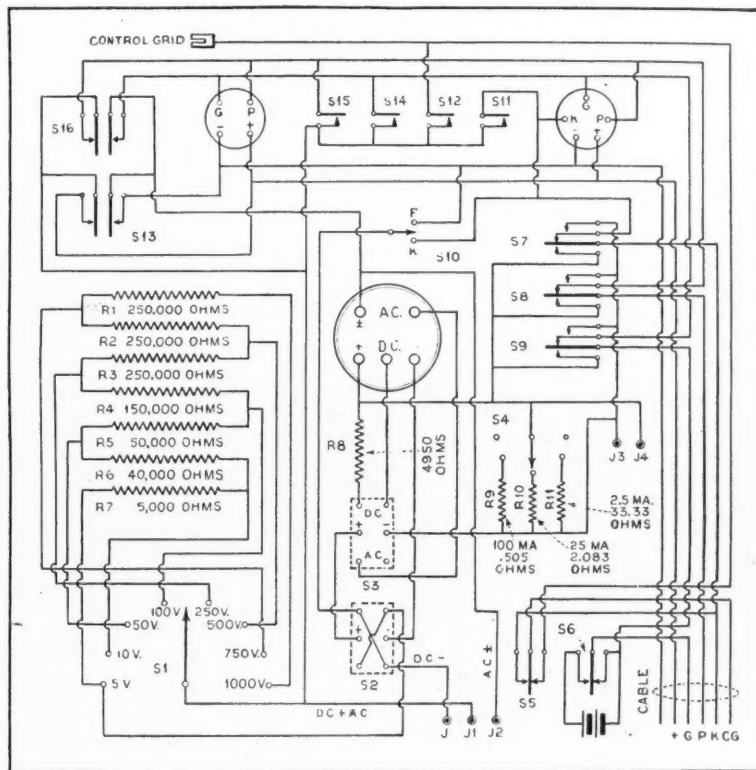 CONTROL GRID
S16
G P
- +
S15
S14
S12
S11
G
K P
- +
S13
F
K
S10
S7
S8
S9
R1 250,000 OHMS
R2 250,000 OHMS
R3 250,000 OHMS
R4 150,000 OHMS
R5 50,000 OHMS
R6 40,000 OHMS
R7 5,000 OHMS
A.C.
±
+ D.C. -
R8
4950 OHMS
S4
R9
R10
R11
J3 J4
2.5 MA.
33.33
OHMS
100 MA
.505
OHMS
25 MA
2.083
OHMS
DC
+ -
AC
S3
100V. 250V.
50V. 500V.
10V. 750V.
S1
5V 1000V.
+ -
S2
DC-
AC±
DC+AC
J J1 J2
S5
S6
CABLE
- + G P K CG